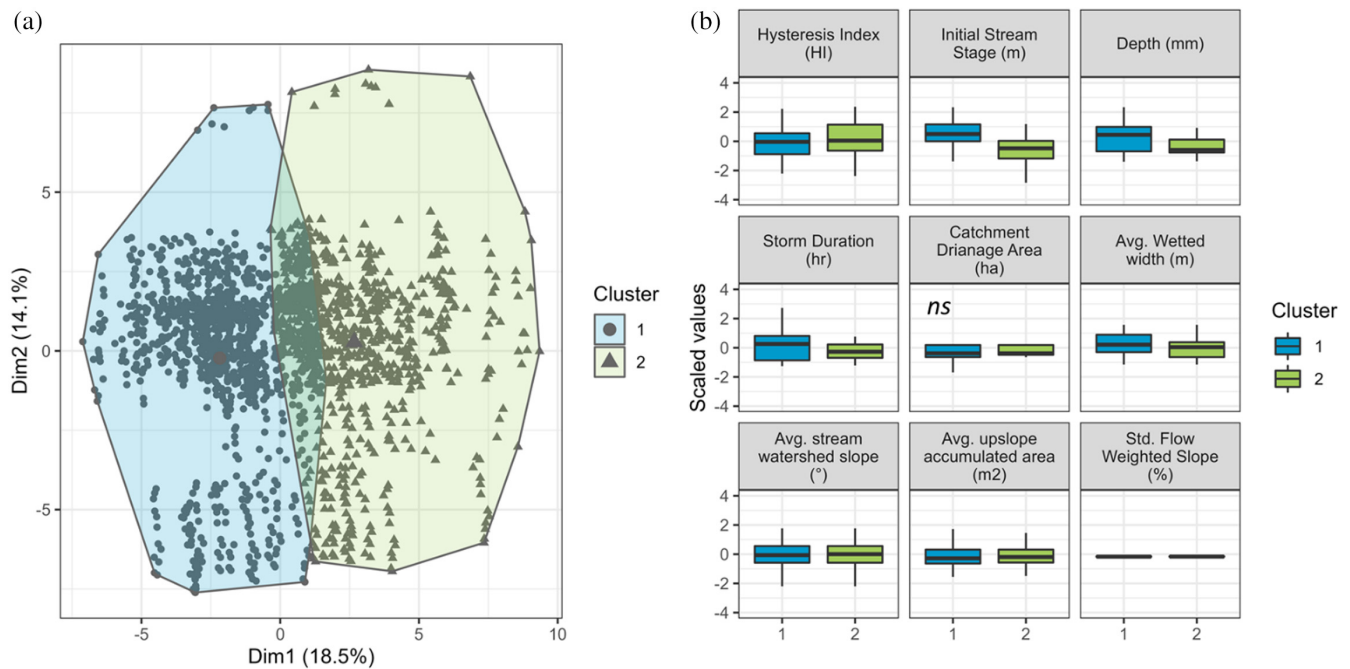 (a)
5
0
-5
Dim2 (14.1%)
-5
0
5
10
Dim1 (18.5%)
Cluster
1
2
(b)
Hysteresis Index
(HI)
Initial Stream
Stage (m)
Depth (mm)
4
2
0
-2
-4
Storm Duration
(hr)
Catchment
Drianage Area
(ha)
Avg. Wetted
width (m)
4
2
0
-2
-4
ns
Scaled values
Avg. stream
watershed slope
(°)
Avg. upslope
accumulated area
(m2)
Std. Flow
Weighted Slope
(%)
4
2
0
-2
-4
1
2
1
2
1
2
Cluster
1
2